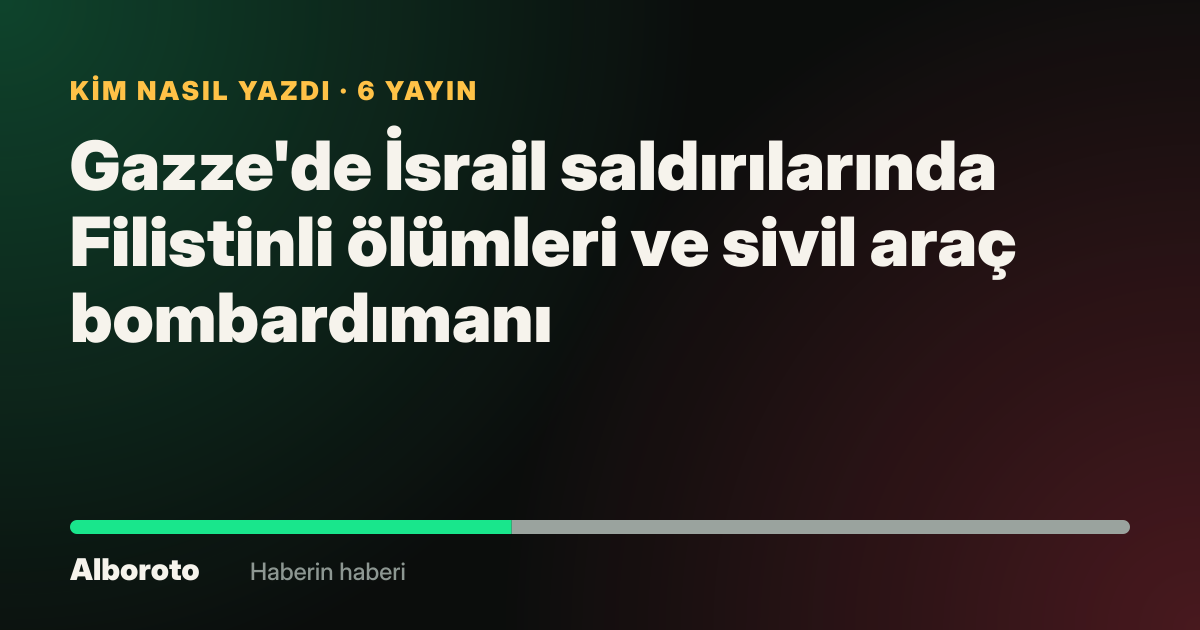 KİM NASIL YAZDI · 6 YAYIN
Gazze'de İsrail saldırılarında
Filistinli ölümleri ve sivil araç
bombardımanı
Alboroto
Haberin haberi